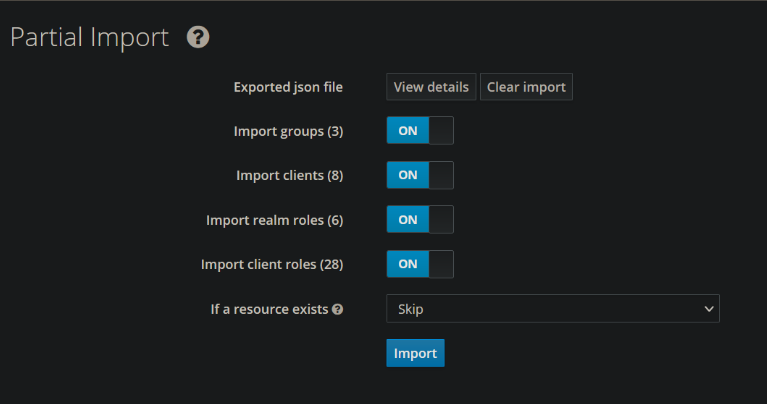 Partial Import ?
Exported json file View details Clear import
Import groups (3) ON
Import clients (8) ON
Import realm roles (6) ON
Import client roles (28) ON
If a resource exists ? Skip
Import